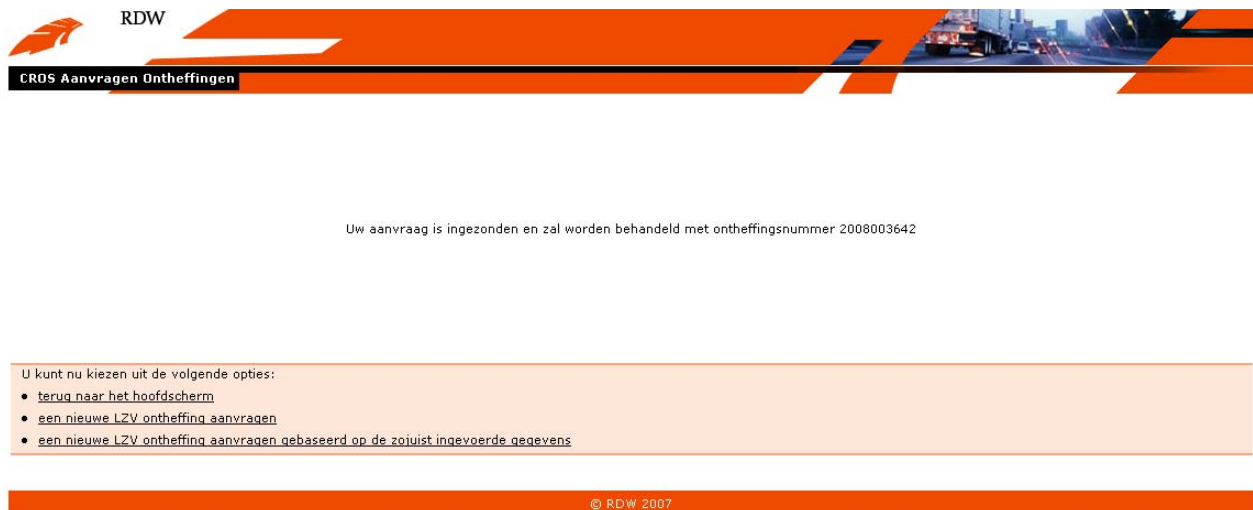 RDW
CROS Aanvragen Ontheffingen
Uw aanvraag is ingezonden en zal worden behandeld met ontheffingsnummer 2008003642
U kunt nu kiezen uit de volgende opties:
• terug naar het hoofdscherm
• een nieuwe LZV ontheffing aanvragen
• een nieuwe LZV ontheffing aanvragen gebaseerd op de zojuist ingevoerde gegevens
© RDW 2007